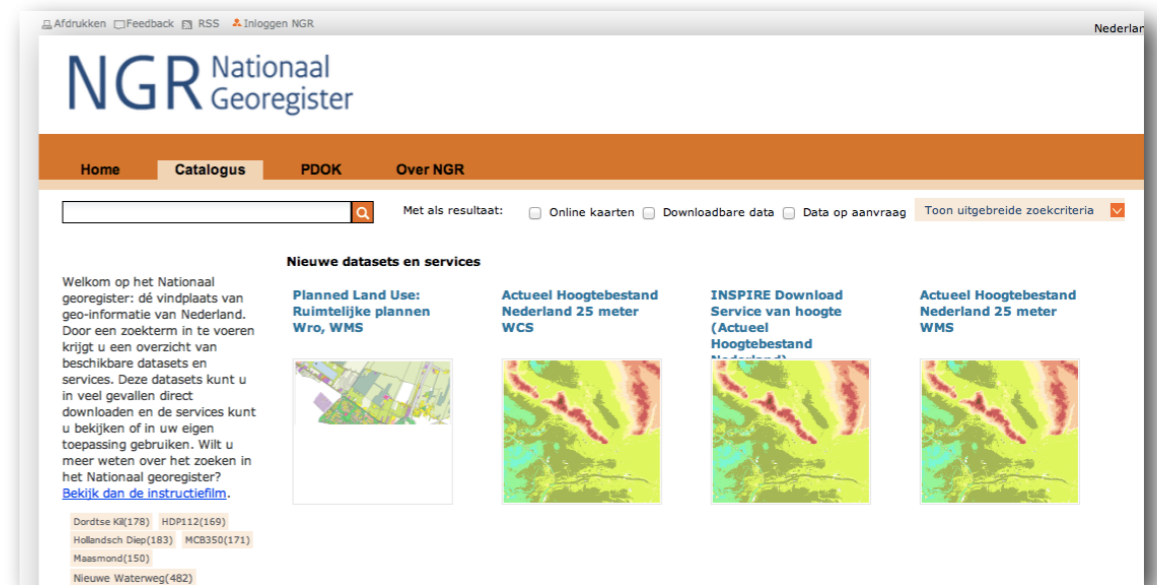 Afdrukken Feedback RSS Inloggen NGR
Nederlan
NGR Nationaal Georegister
Home Catalogus PDOK Over NGR
Met als resultaat: Online kaarten Downloadbare data Data op aanvraag Toon uitgebreide zoekcriteria
Welkom op het Nationaal
georegister: dé vindplaats van
geo-informatie van Nederland.
Door een zoekterm in te voeren
krijgt u een overzicht van
beschikbare datasets en
services. Deze datasets kunt u
in veel gevallen direct
downloaden en de services kunt
u bekijken of in uw eigen
toepassing gebruiken. Wilt u
meer weten over het zoeken in
het Nationaal georegister?
Bekijk dan de instructiefilm.
Dordtse Kil(178) HDP112(169)
Hollandsch Diep(183) MCB350(171)
Maasmond(150)
Nieuwe Waterweg(482)
Nieuwe datasets en services
Planned Land Use:
Ruimtelijke plannen
Wro, WMS
Actueel Hoogtebestand
Nederland 25 meter
WCS
INSPIRE Download
Service van hoogte
(Actueel
Hoogtebestand
Nederland)
Actueel Hoogtebestand
Nederland 25 meter
WMS